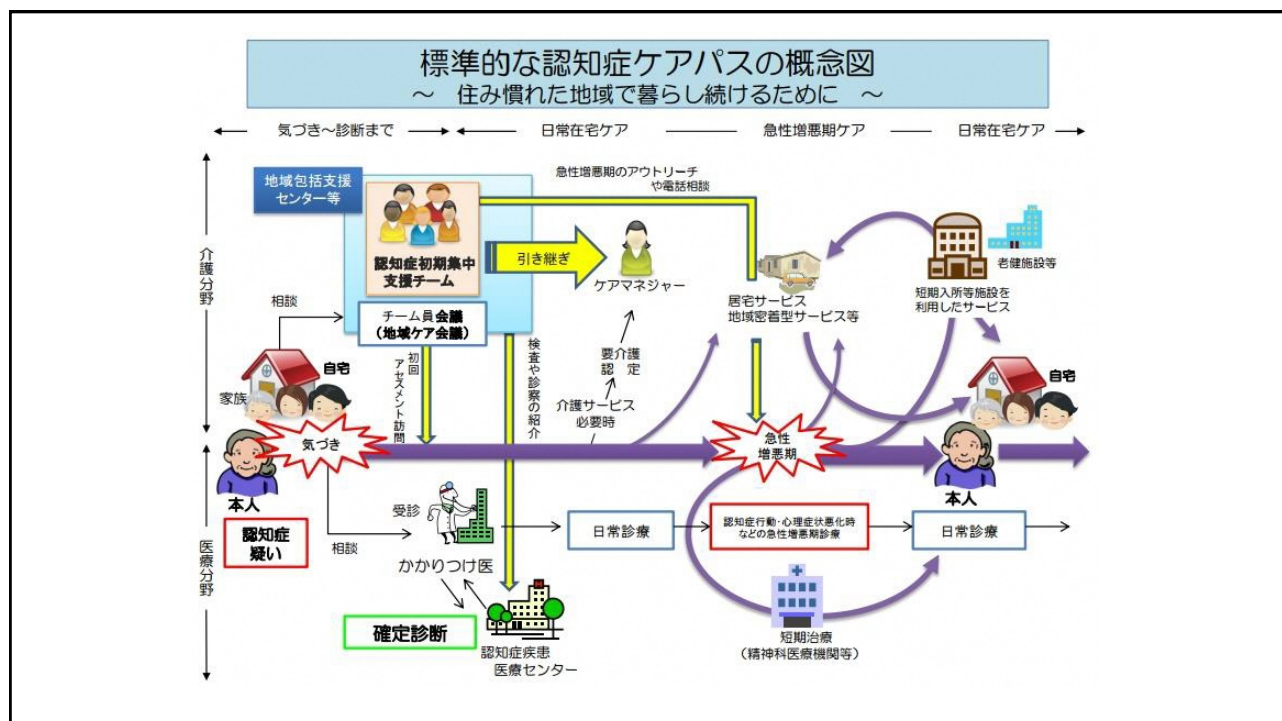 標準的な認知症ケアパスの概念図
～ 住み慣れた地域で暮らし続けるために ～
気づき～診断まで
日常在宅ケア
急性増悪期ケア
日常在宅ケア
介護分野
医療分野
地域包括支援
センター等
認知症初期集中
支援チーム
チーム員会議
(地域ケア会議)
急性増悪期のアウトリーチ
や電話相談
引き継ぎ
ケアマネジャー
居宅サービス
地域密着型サービス等
老健施設等
短期入所等施設を
利用したサービス
相談
家族
自宅
初回
アセスメント訪問
検査や診察の紹介
要介護
認定
介護サービス
必要時
自宅
気づき
急性
増悪期
本人
本人
認知症
疑い
相談
受診
かかりつけ医
日常診療
認知症行動・心理症状悪化時
などの急性増悪期診療
日常診療
確定診断
認知症疾患
医療センター
H
短期治療
(精神科医療機関等)